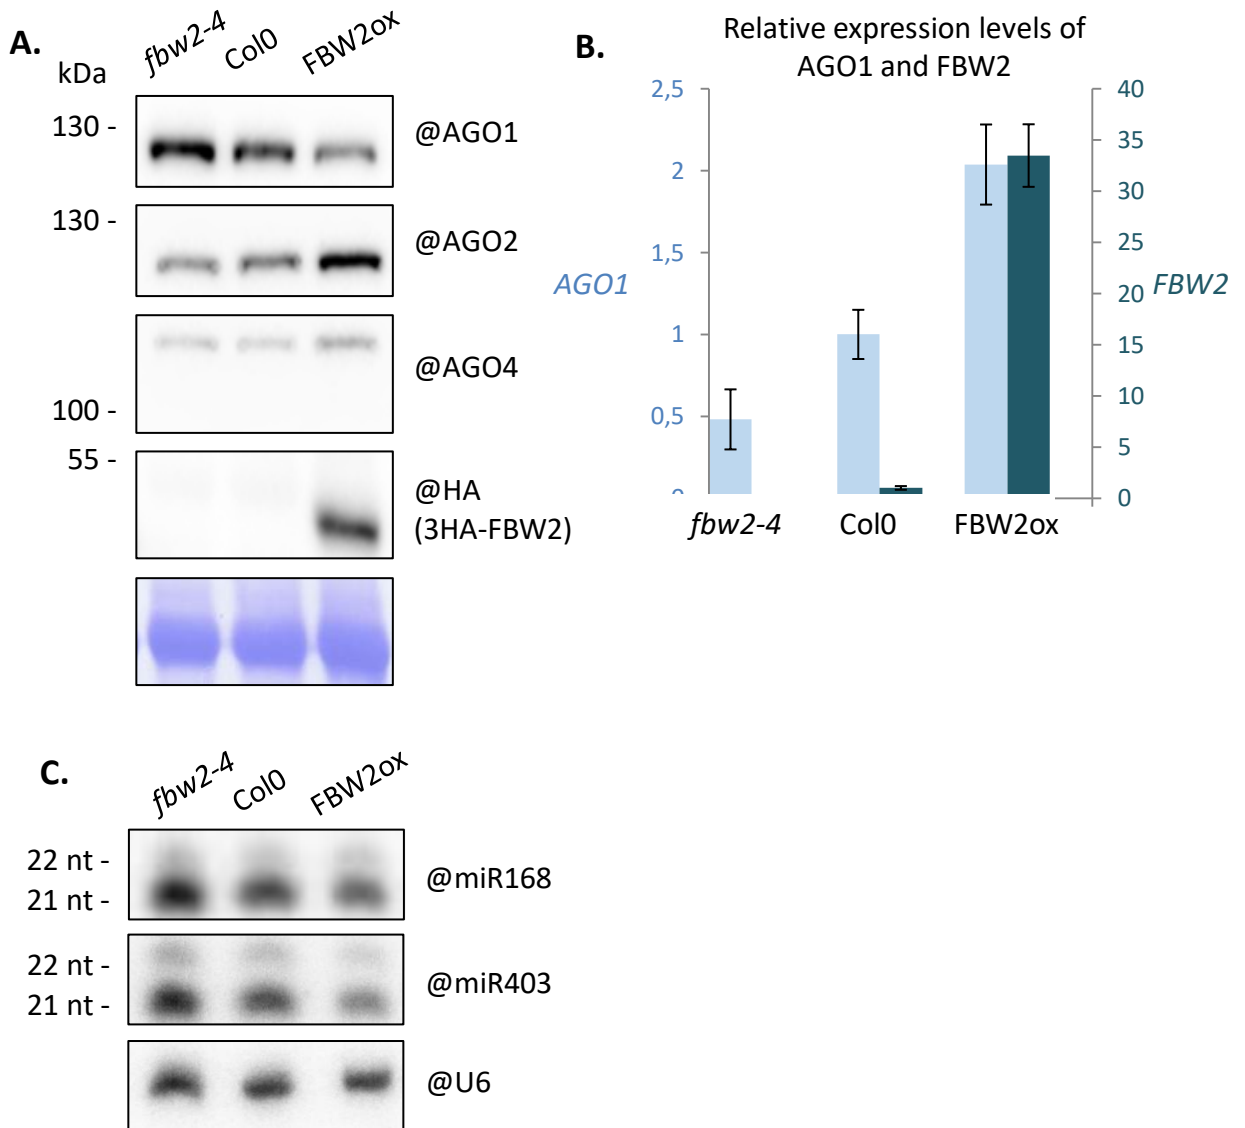 A.
fbw2-4 Col0 FBW2ox
kDa
130 -
@AGO1
130 -
@AGO2
@AGO4
100 -
55 -
@HA
(3HA-FBW2)
B.
Relative expression levels of
AGO1 and FBW2
2,5
2
1,5
1
0,5
0
AGO1
40
35
30
25
20
15
10
5
0
FBW2
fbw2-4 Col0 FBW2ox
C.
fbw2-4 Col0 FBW2ox
22 nt -
21 nt -
@miR168
22 nt -
21 nt -
@miR403
@U6